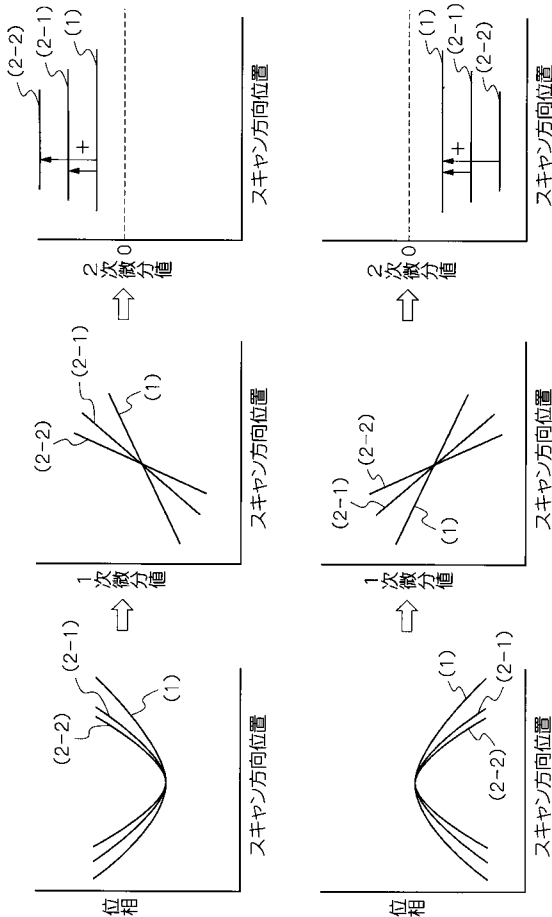 位相
(2-2)
(2-1)
(1)
スキャン方向位置
1次微分値
(2-2)
(2-1)
(1)
スキャン方向位置
2次微分値
(2-2)
(2-1)
(1)
+
0
スキャン方向位置
位相
(1)
(2-1)
(2-2)
スキャン方向位置
1次微分値
(2-1)
(2-2)
(1)
スキャン方向位置
2次微分値
0
(1)
(2-1)
(2-2)
+
スキャン方向位置